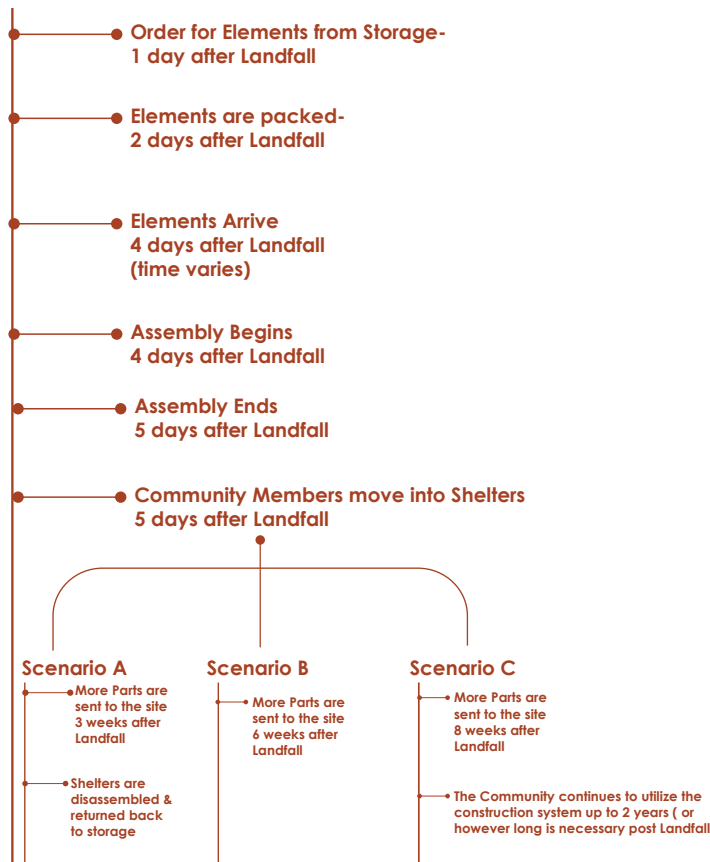 Order for Elements from Storage-
1 day after Landfall
Elements are packed-
2 days after Landfall
Elements Arrive
4 days after Landfall
(time varies)
Assembly Begins
4 days after Landfall
Assembly Ends
5 days after Landfall
Community Members move into Shelters
5 days after Landfall
Scenario A
More Parts are
sent to the site
3 weeks after
Landfall
Shelters are
disassembled &
returned back
to storage
Scenario B
More Parts are
sent to the site
6 weeks after
Landfall
Scenario C
More Parts are
sent to the site
8 weeks after
Landfall
The Community continues to utilize the
construction system up to 2 years ( or
however long is necessary post Landfall